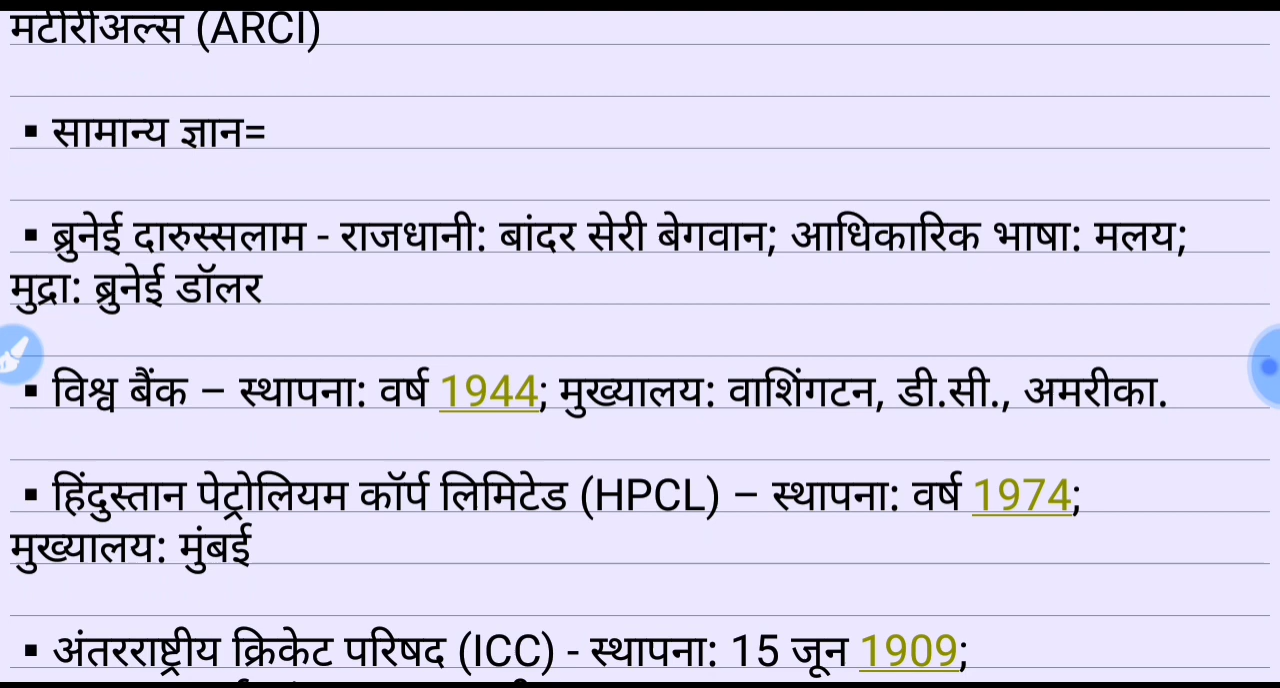 मटीरीअल्स (ARCI)
▪ सामान्य ज्ञान=
▪ ब्रुनेई दारुस्सलाम - राजधानी: बांदर सेरी बेगवान; आधिकारिक भाषा: मलय;
मुद्रा: ब्रुनेई डॉलर
▪ विश्व बैंक – स्थापना: वर्ष 1944; मुख्यालय: वाशिंगटन, डी.सी., अमरीका.
▪ हिंदुस्तान पेट्रोलियम कॉर्प लिमिटेड (HPCL) – स्थापना: वर्ष 1974;
मुख्यालय: मुंबई
▪ अंतरराष्ट्रीय क्रिकेट परिषद (ICC) - स्थापना: 15 जून 1909;